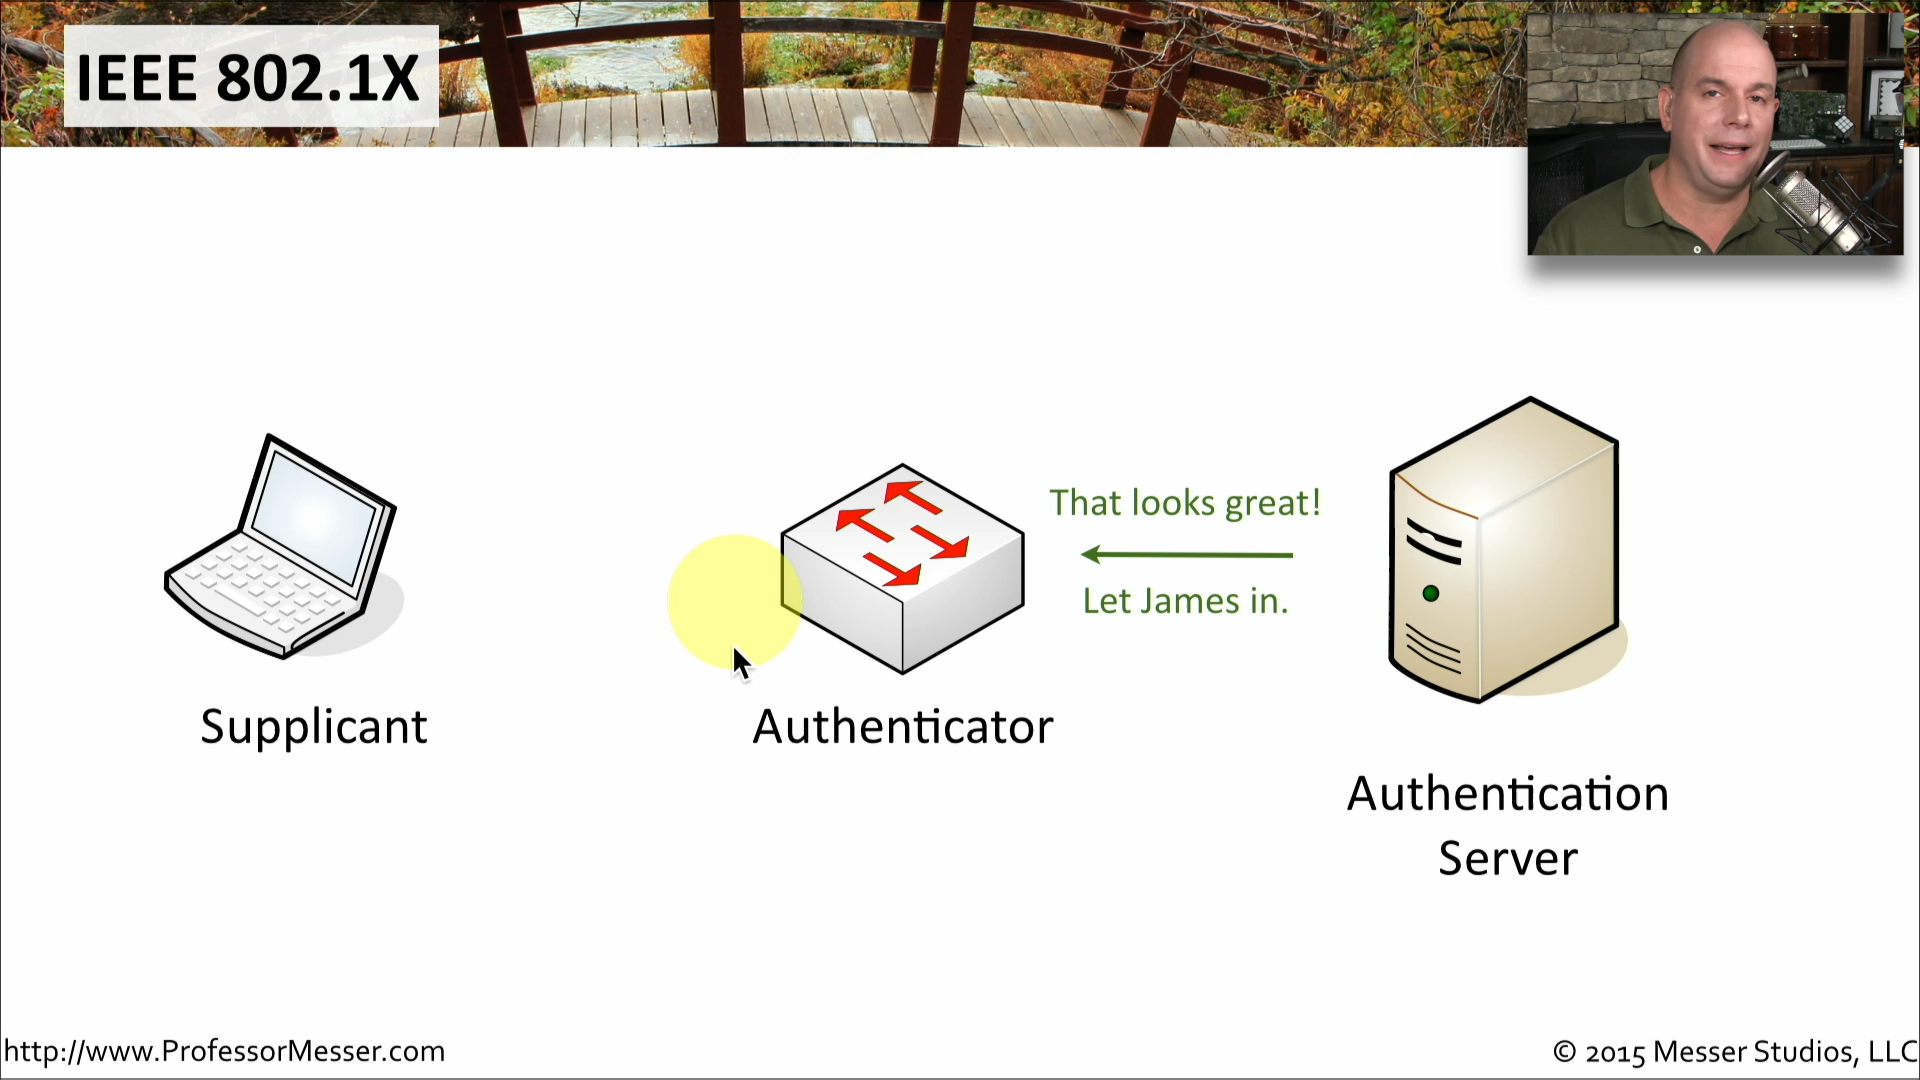 IEEE 802.1X
That looks great!
Let James in.
Supplicant
Authenticator
Authentication
Server
http://www.ProfessorMesser.com
© 2015 Messer Studios, LLC